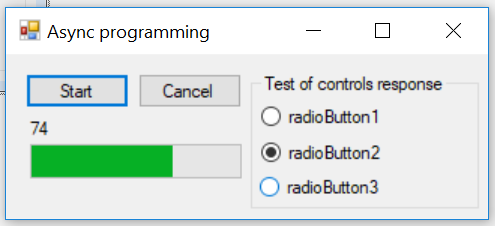 Async programming
Start Cancel
74
Test of controls response
radioButton1
radioButton2
radioButton3